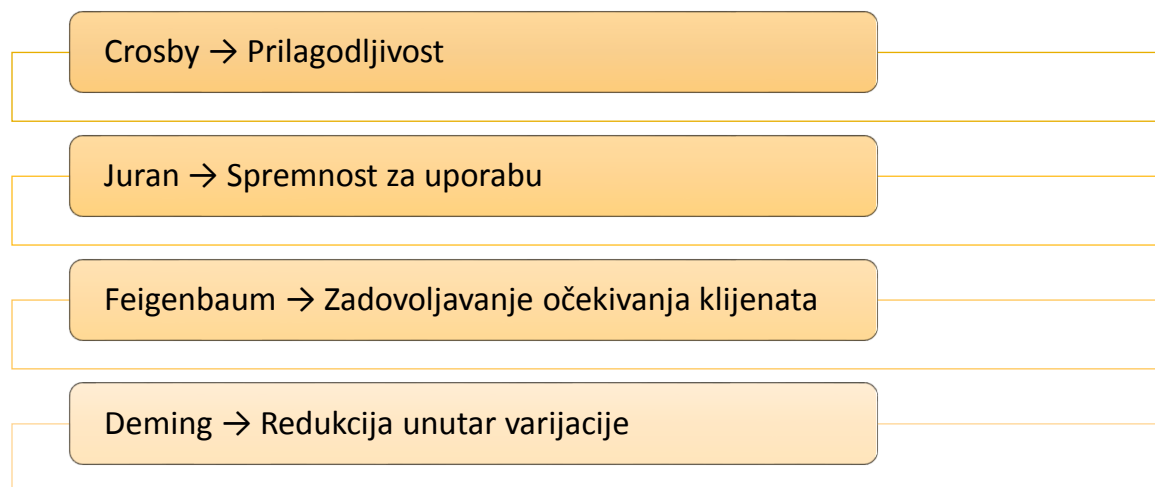 Crosby → Prilagodljivost
Juran → Spremnost za uporabu
Feigenbaum → Zadovoljavanje očekivanja klijenata
Deming → Redukcija unutar varijacije